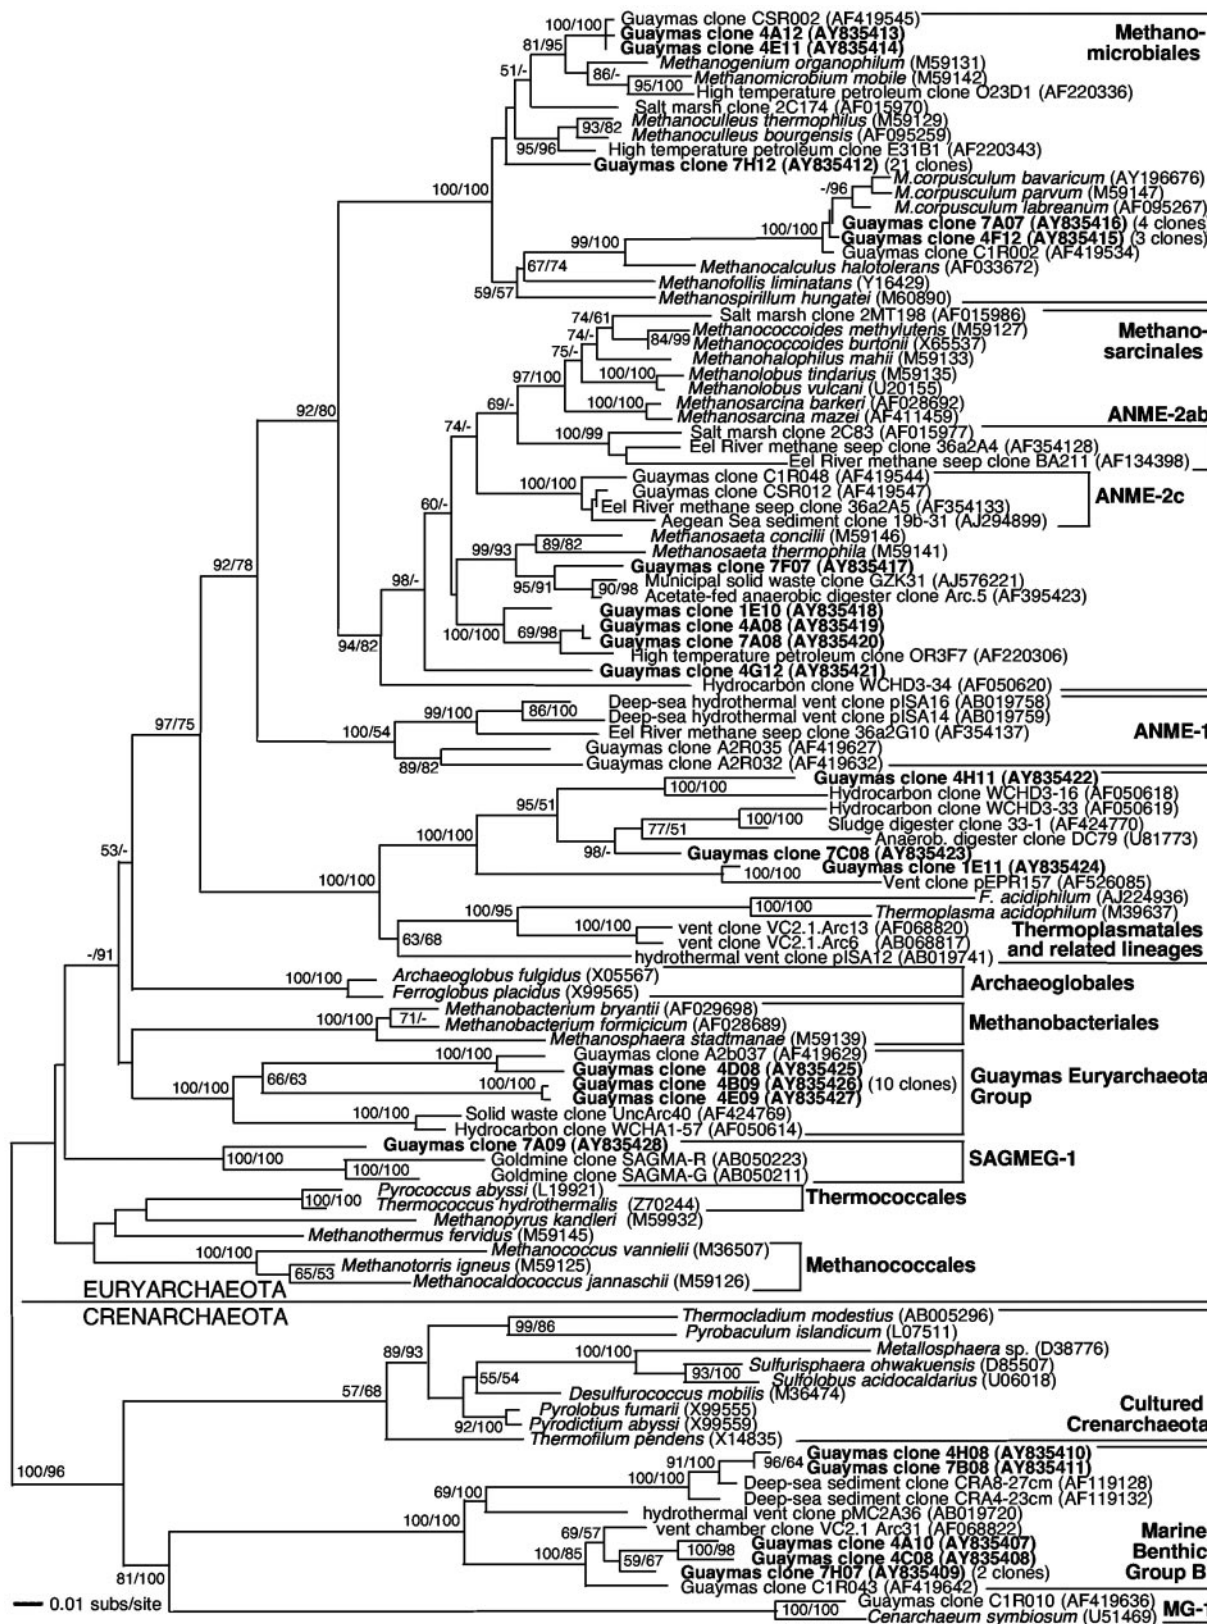 Guaymas clone CSR002 (AF419545)
100/100
Guaymas clone 4A12 (AY835413)
Methano-
microbiales
81/95
Guaymas clone 4E11 (AY835414)
Methanogenium organophilum (M59131)
51/-
86/-
Methanomicrobium mobile (M59142)
95/100
High temperature petroleum clone O23D1 (AF220336)
Salt marsh clone 2C174 (AF015970)
Methanoculleus thermophilus (M59129)
93/82
Methanoculleus bourgensis (AF095259)
95/96
High temperature petroleum clone E31B1 (AF220343)
Guaymas clone 7H12 (AY835412) (21 clones)
100/100
M.corpusculum bavaricum (AY196676)
-/96
M.corpusculum parvum (M59147)
M.corpusculum labreanum (AF095267)
100/100
Guaymas clone 7A07 (AY835416) (4 clones
Guaymas clone 4F12 (AY835415) (3 clones)
99/100
Guaymas clone C1R002 (AF419534)
67/74
Methanocalculus halotolerans (AF033672)
Methanofollis liminatans (Y16429)
59/57
Methanospirillum hungatei (M60890)
74/61
Salt marsh clone 2MT198 (AF015986)
Methano-
sarcinales
74/-
Methanococcoides methylutens (M59127)
84/99
Methanococcoides burtonii (X65537)
75/-
Methanohalophilus mahii (M59133)
97/100
100/100
Methanolobus tindarius (M59135)
Methanolobus vulcani (U20155)
92/80
69/-
100/100
Methanosarcina barkeri (AF028692)
Methanosarcina mazei (AF411459)
ANME-2ab
74/-
100/99
Salt marsh clone 2C83 (AF015977)
Eel River methane seep clone 36a2A4 (AF354128)
Eel River methane seep clone BA211 (AF134398)
100/100
Guaymas clone C1R048 (AF419544)
Guaymas clone CSR012 (AF419547)
ANME-2c
60/-
Eel River methane seep clone 36a2A5 (AF354133)
Aegean Sea sediment clone 19b-31 (AJ294899)
Methanosaeta concilii (M59146)
99/93
89/82
Methanosaeta thermophila (M59141)
92/78
Guaymas clone 7F07 (AY835417)
98/-
95/91
90/98
Municipal solid waste clone GZK31 (AJ576221)
Acetate-fed anaerobic digester clone Arc.5 (AF395423)
Guaymas clone 1E10 (AY835418)
100/100
69/98
Guaymas clone 4A08 (AY835419)
Guaymas clone 7A08 (AY835420)
94/82
High temperature petroleum clone OR3F7 (AF220306)
Guaymas clone 4G12 (AY835421)
Hydrocarbon clone WCHD3-34 (AF050620)
97/75
99/100
86/100
Deep-sea hydrothermal vent clone pISA16 (AB019758)
Deep-sea hydrothermal vent clone pISA14 (AB019759)
100/54
Eel River methane seep clone 36a2G10 (AF354137)
ANME-1
Guaymas clone A2R035 (AF419627)
89/82
Guaymas clone A2R032 (AF419632)
Guaymas clone 4H11 (AY835422)
100/100
Hydrocarbon clone WCHD3-16 (AF050618)
95/51
Hydrocarbon clone WCHD3-33 (AF050619)
100/100
77/51
Sludge digester clone 33-1 (AF424770)
100/100
Anaerob. digester clone DC79 (U81773)
53/-
98/-
Guaymas clone 7C08 (AY835423)
Guaymas clone 1E11 (AY835424)
100/100
100/100
Vent clone pEPR157 (AF526085)
F. acidiphilum (AJ224936)
100/95
100/100
Thermoplasma acidophilum (M39637)
100/100
vent clone VC2.1.Arc13 (AF068820)
Thermoplasmatales
and related lineages
63/68
vent clone VC2.1.Arc6 (AB068817)
hydrothermal vent clone pISA12 (AB019741)
-/91
100/100
Archaeoglobus fulgidus (X05567)
Archaeoglobales
Ferroglobus placidus (X99565)
Methanobacterium bryantii (AF029698)
100/100
71/-
Methanobacterium formicicum (AF028689)
Methanobacteriales
Methanosphaera stadtmanae (M59139)
100/100
Guaymas clone A2b037 (AF419629)
Guaymas clone 4D08 (AY835425)
66/63
100/100
Guaymas clone 4B09 (AY835426) (10 clones)
Guaymas Euryarchaeota
Group
100/100
Guaymas clone 4E09 (AY835427)
100/100
Solid waste clone UncArc40 (AF424769)
Hydrocarbon clone WCHA1-57 (AF050614)
Guaymas clone 7A09 (AY835428)
100/100
Goldmine clone SAGMA-R (AB050223)
SAGMEG-1
100/100
Goldmine clone SAGMA-G (AB050211)
Pyrococcus abyssi (L19921)
100/100
Thermococcus hydrothermalis (Z70244)
Thermococcales
Methanopyrus kandleri (M59932)
Methanothermus fervidus (M59145)
100/100
Methanococcus vannielii (M36507)
65/53
Methanotorris igneus (M59125)
Methanococcales
Methanocaldococcus jannaschii (M59126)
EURYARCHAEOTA
CRENARCHAEOTA
Thermocladium modestius (AB005296)
99/86
Pyrobaculum islandicum (L07511)
89/93
100/100
Metallosphaera sp. (D38776)
93/100
Sulfurisphaera ohwakuensis (D85507)
55/54
Sulfolobus acidocaldarius (U06018)
57/68
Desulfurococcus mobilis (M36474)
Pyrolobus fumarii (X99555)
Cultured
Crenarchaeota
92/100
Pyrodictium abyssi (X99559)
Thermofilum pendens (X14835)
Guaymas clone 4H08 (AY835410)
91/100
96/64
Guaymas clone 7B08 (AY835411)
100/96
100/100
Deep-sea sediment clone CRA8-27cm (AF119128)
69/100
Deep-sea sediment clone CRA4-23cm (AF119132)
hydrothermal vent clone pMC2A36 (AB019720)
100/100
69/57
vent chamber clone VC2.1 Arc31 (AF068822)
Marine
Benthic
Group B
Guaymas clone 4A10 (AY835407)
100/98
100/85
59/67
Guaymas clone 4C08 (AY835408)
Guaymas clone 7H07 (AY835409) (2 clones)
81/100
Guaymas clone C1R043 (AF419642)
0.01 subs/site
100/100
Guaymas clone C1R010 (AF419636)
MG-1
Cenarchaeum symbiosum (U51469)